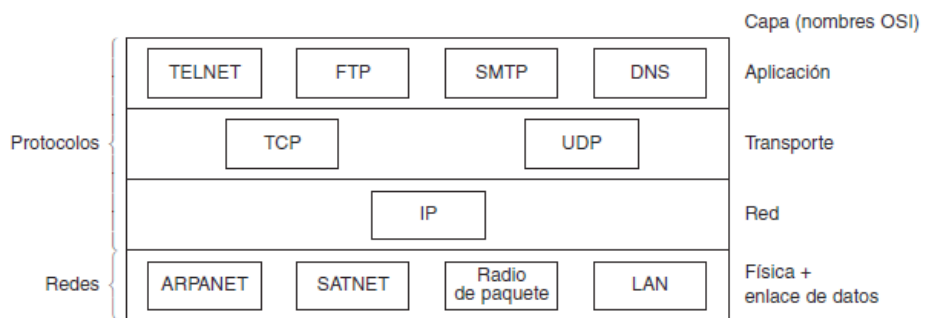 Capa (nombres OSI)
TELNET FTP SMTP DNS Aplicación
Protocolos TCP UDP Transporte
IP Red
Redes ARPANET SATNET Radio de paquete LAN Física +
enlace de datos